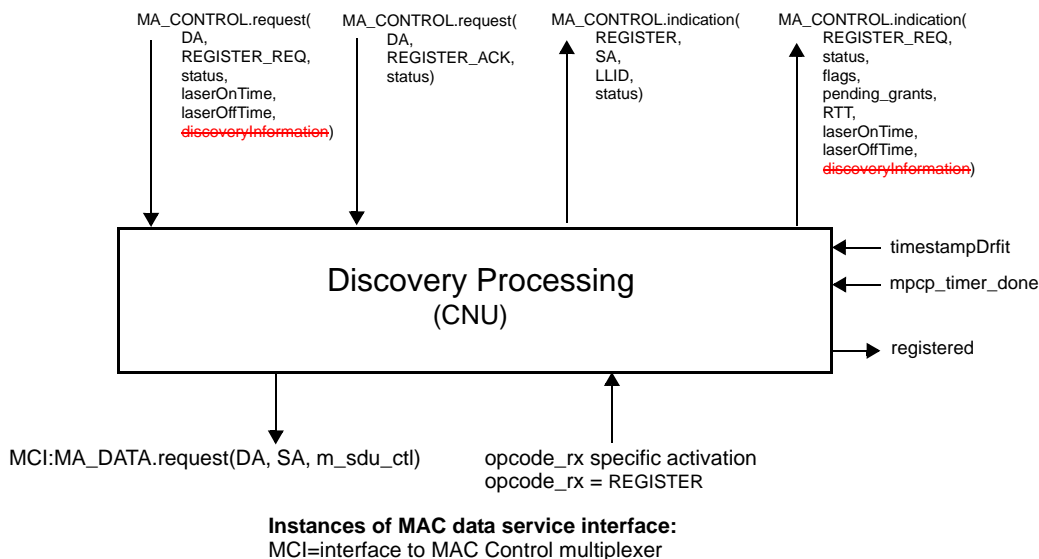 MA_CONTROL.request(
DA,
REGISTER_REQ,
status,
laserOnTime,
laserOffTime,
discoveryInformation)
MA_CONTROL.request(
DA,
REGISTER_ACK,
status)
MA_CONTROL.indication(
REGISTER,
SA,
LLID,
status)
MA_CONTROL.indication(
REGISTER_REQ,
status,
flags,
pending_grants,
RTT,
laserOnTime,
laserOffTime,
discoveryInformation)
Discovery Processing
(CNU)
timestampDrfit
mpcp_timer_done
registered
MCI:MA_DATA.request(DA, SA, m_sdu_ctl)
opcode_rx specific activation
opcode_rx = REGISTER
Instances of MAC data service interface:
MCI=interface to MAC Control multiplexer